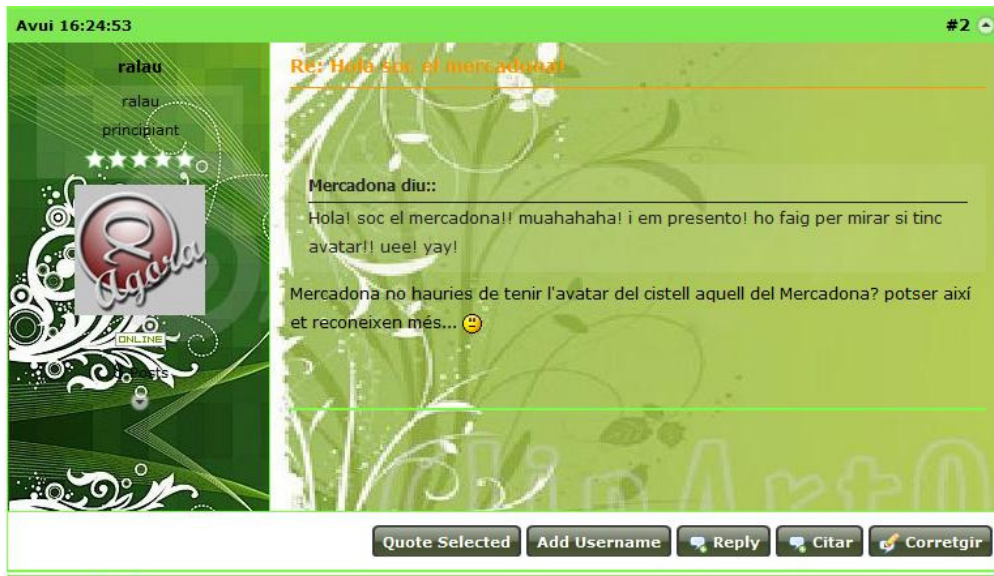 Avui 16:24:53
#2
ralau
ralau
principiant
Agora
ONLINE
Posts
Re: Hola soc el mercadona!
Mercadona diu::
Hola! soc el mercadona!! muahahaha! i em presento! ho faig per mirar si tinc
avatar!! uee! yay!
Mercadona no hauries de tenir l'avatar del cistell aquell del Mercadona? potser així
et reconeixen més...
Quote Selected
Add Username
Reply
Citar
Corretgir